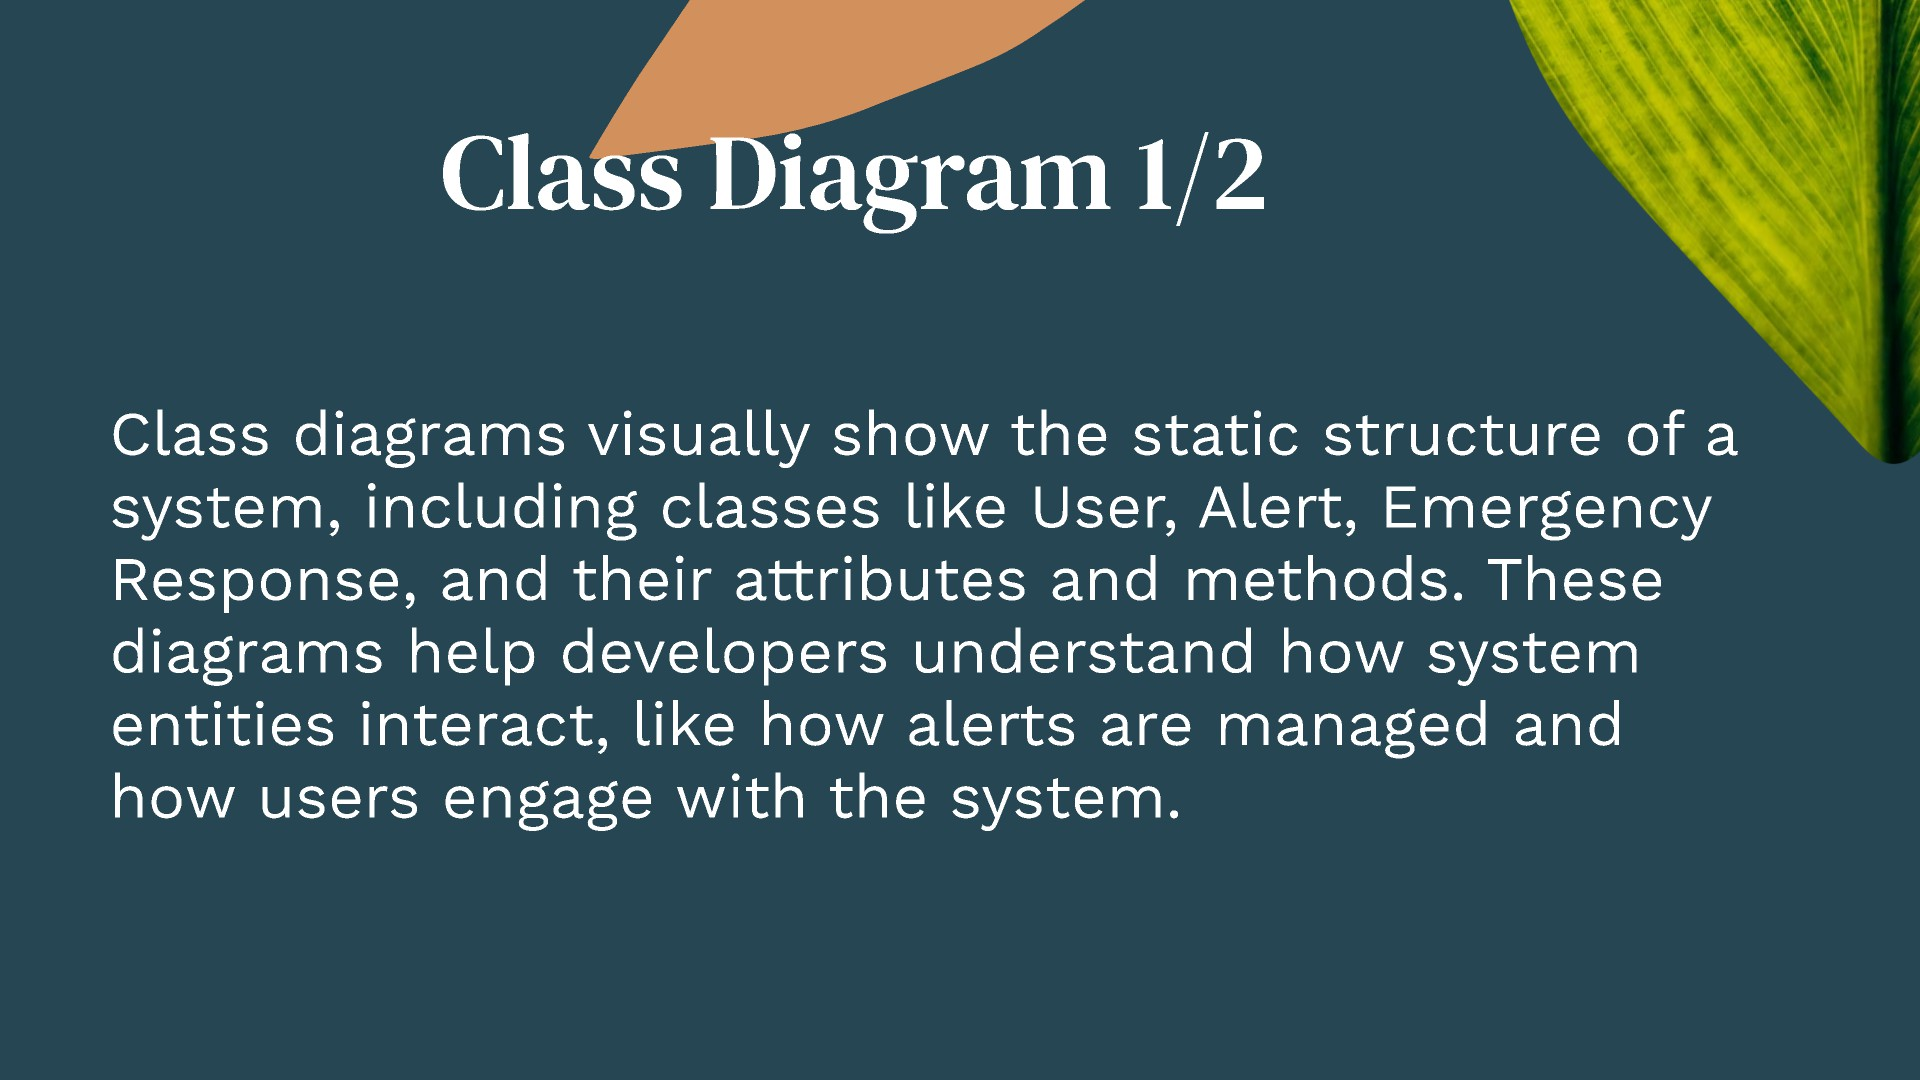 Class Diagram 1/2
Class diagrams visually show the static structure of a
system, including classes like User, Alert, Emergency
Response, and their attributes and methods. These
diagrams help developers understand how system
entities interact, like how alerts are managed and
how users engage with the system.